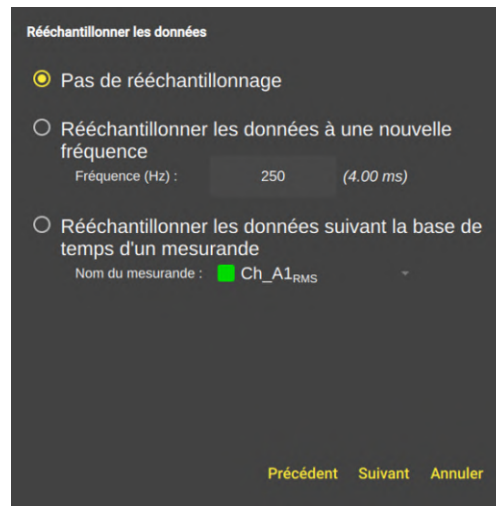 Rééchantillonner les données
Pas de rééchantillonnage
Rééchantillonner les données à une nouvelle
fréquence
Fréquence (Hz) : 250 (4.00 ms)
Rééchantillonner les données suivant la base de
temps d'un mesurande
Nom du mesurande : Ch_A1RMS
Précédent Suivant Annuler